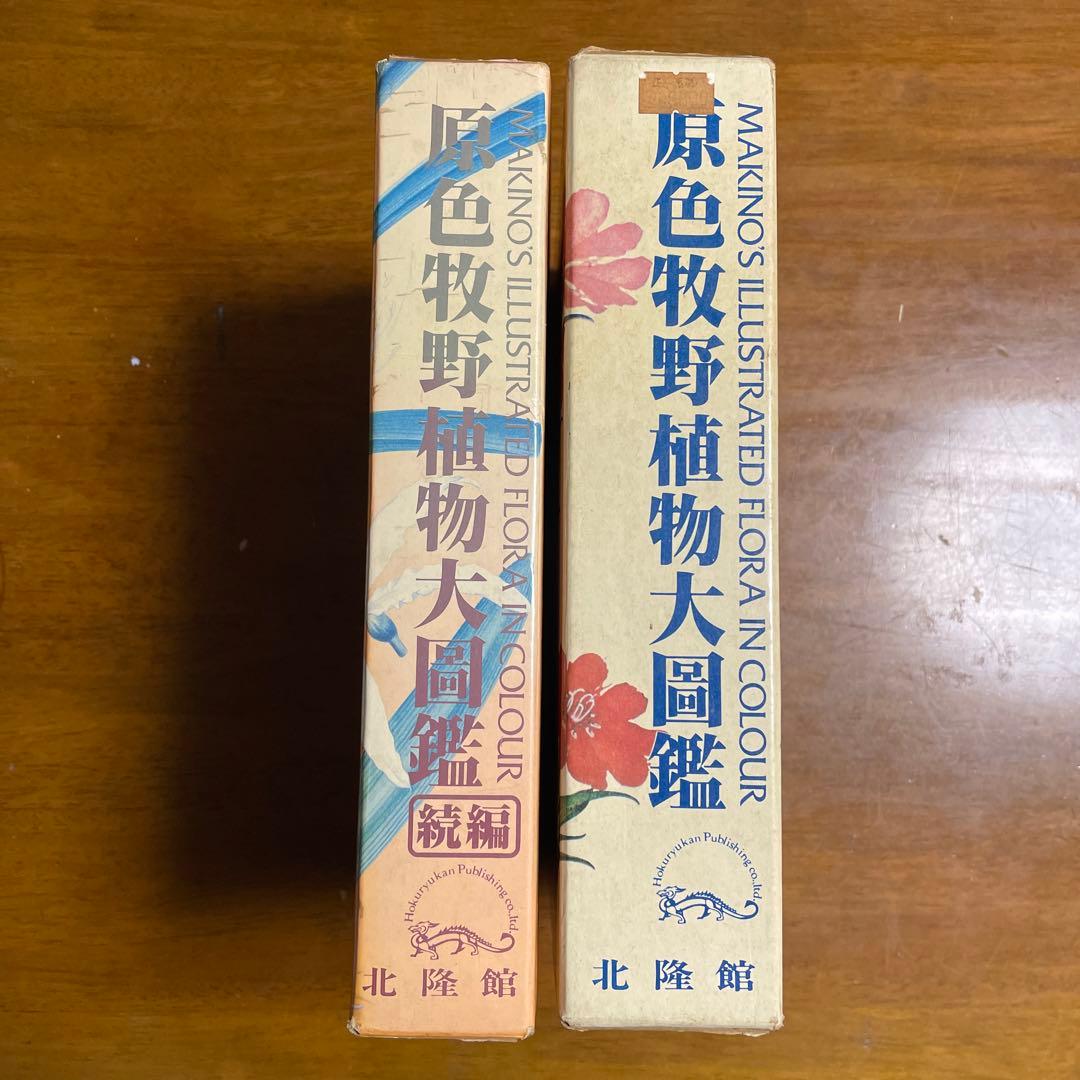 原色牧野植物大圖鑑
続編
MAKINO'S ILLUSTRATED FLORA IN COLOUR
Hokuryukan Publishing co.,ltd.
北隆館
原色牧野植物大圖鑑
MAKINO'S ILLUSTRATED FLORA IN COLOUR
Hokuryukan Publishing co.,ltd.
北隆館